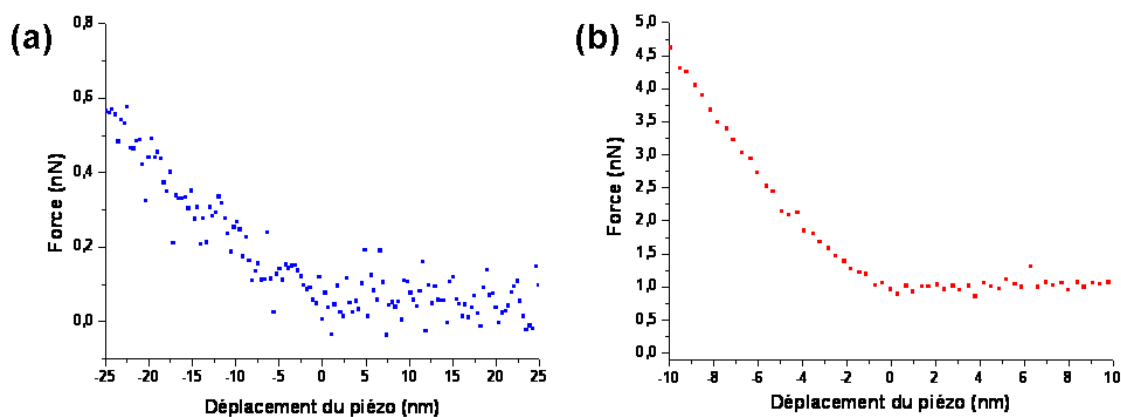 (a)
Force (nN)
0,8
0,6
0,4
0,2
0,0
-25 -20 -15 -10 -5 0 5 10 15 20 25
Déplacement du piézo (nm)
(b)
Force (nN)
5,0
4,5
4,0
3,5
3,0
2,5
2,0
1,5
1,0
0,5
0,0
-10 -8 -6 -4 -2 0 2 4 6 8 10
Déplacement du piézo (nm)